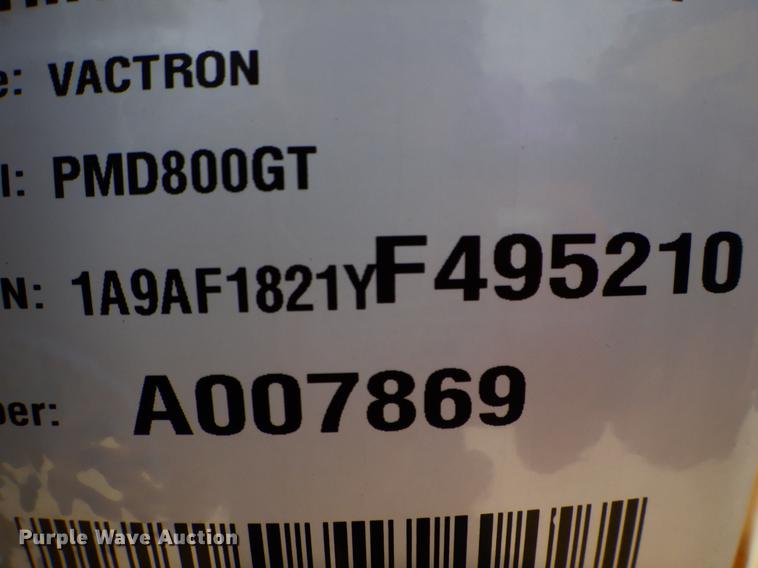 e: VACTRON
l: PMD800GT
N: 1A9AF1821YF495210
ber: A007869
Purple Wave Auction